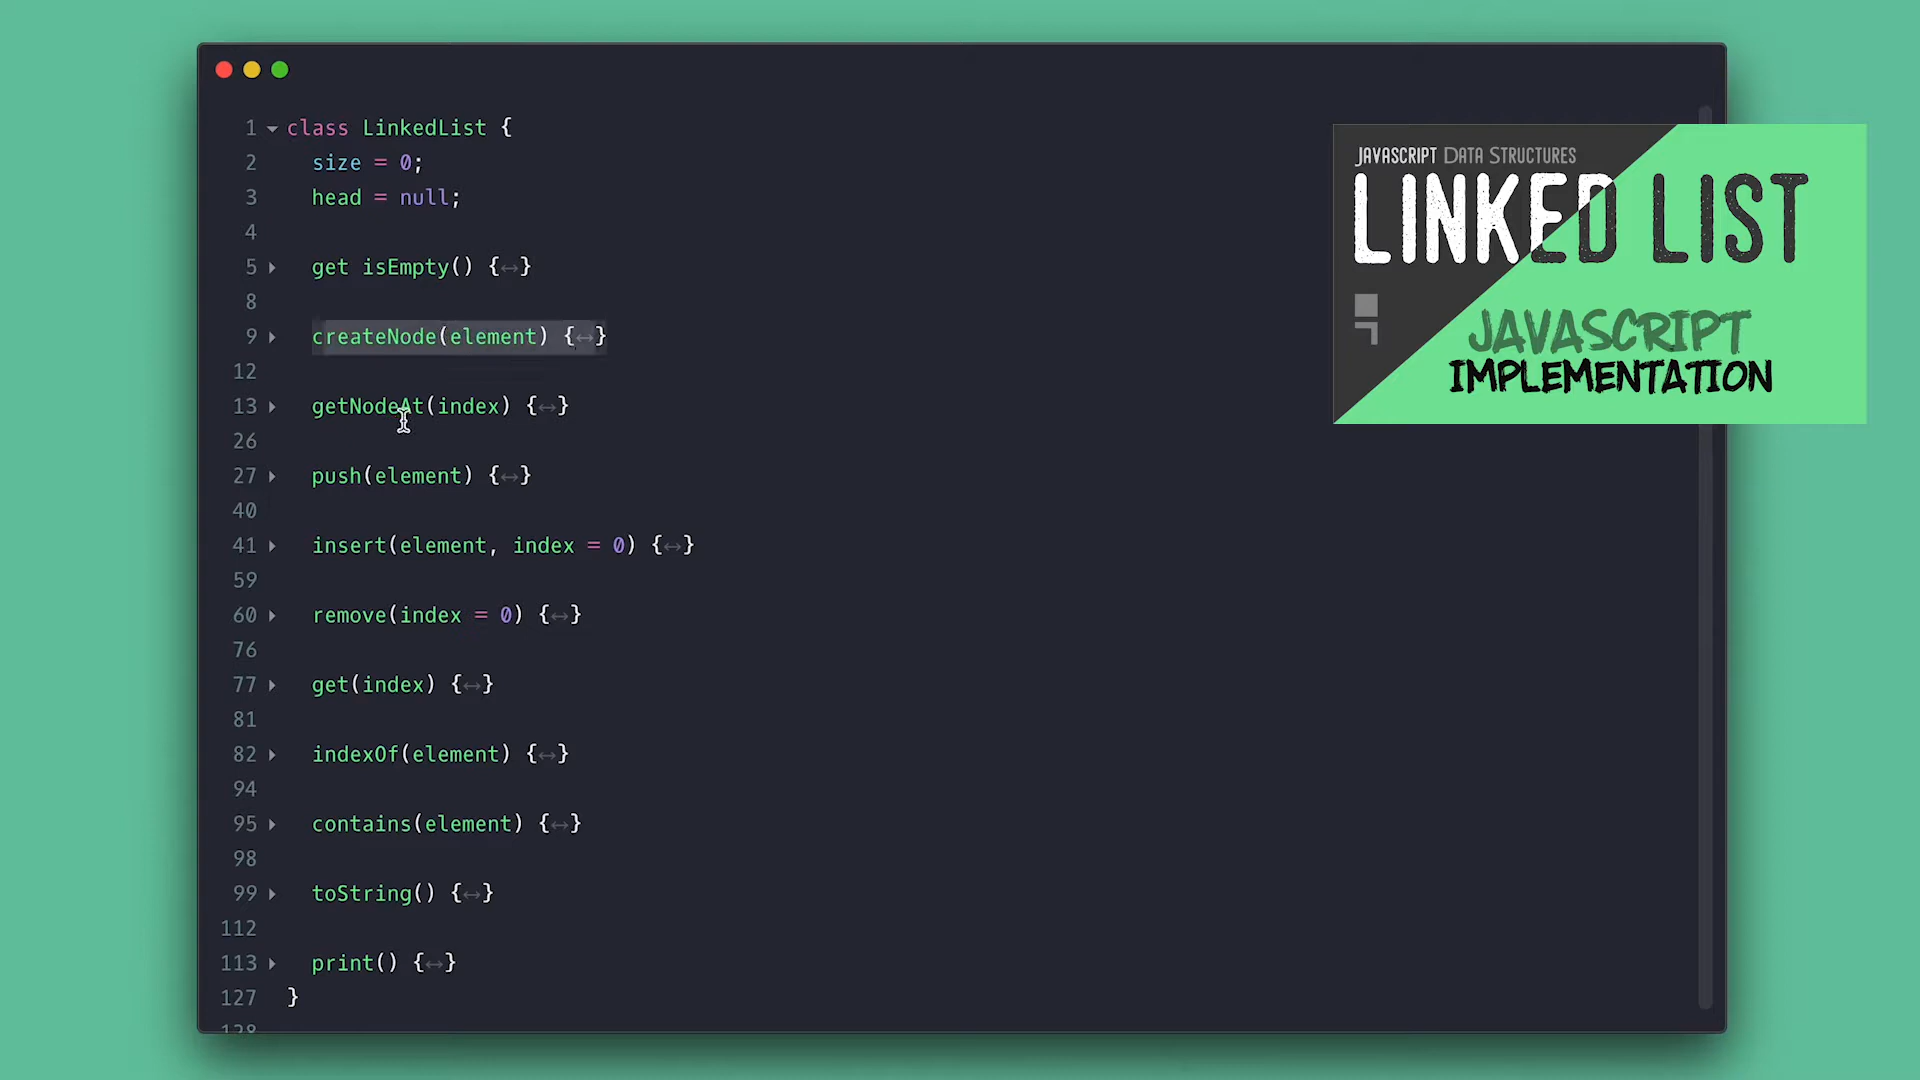 1 class LinkedList {
2 size = 0;
3 head = null;
4
5 get isEmpty() {↔}
8
9 createNode(element) {↔}
12
13 getNodeAt(index) {↔}
26
27 push(element) {↔}
40
41 insert(element, index = 0) {↔}
59
60 remove(index = 0) {↔}
76
77 get(index) {↔}
81
82 indexOf(element) {↔}
94
95 contains(element) {↔}
98
99 toString() {↔}
112
113 print() {↔}
127 }
128
JAVASCRIPT DATA STRUCTURES
LINKED LIST
JAVASCRIPT
IMPLEMENTATION